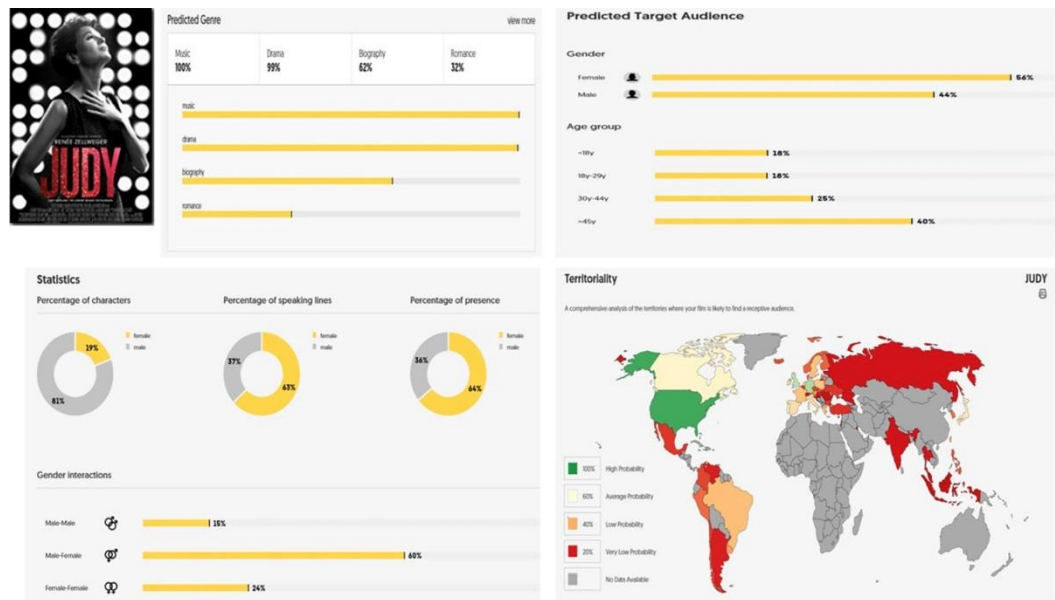 RENÉE ZELLWEGER
JUDY
Predicted Genre
view more
Music
100%
Drama
99%
Biography
62%
Romance
32%
music
drama
biography
romance
Predicted Target Audience
Gender
Female
56%
Male
44%
Age group
<18y
18%
18y-29y
18%
30y-44y
25%
>45y
40%
Statistics
Percentage of characters
female
male
19%
81%
Percentage of speaking lines
female
male
37%
63%
Percentage of presence
female
male
36%
64%
Gender interactions
Male-Male
15%
Male-Female
60%
Female-Female
24%
Territoriality
JUDY
A comprehensive analysis of the territories where your film is likely to find a receptive audience.
100% High Probability
60% Average Probability
40% Low Probability
20% Very Low Probability
No Data Available